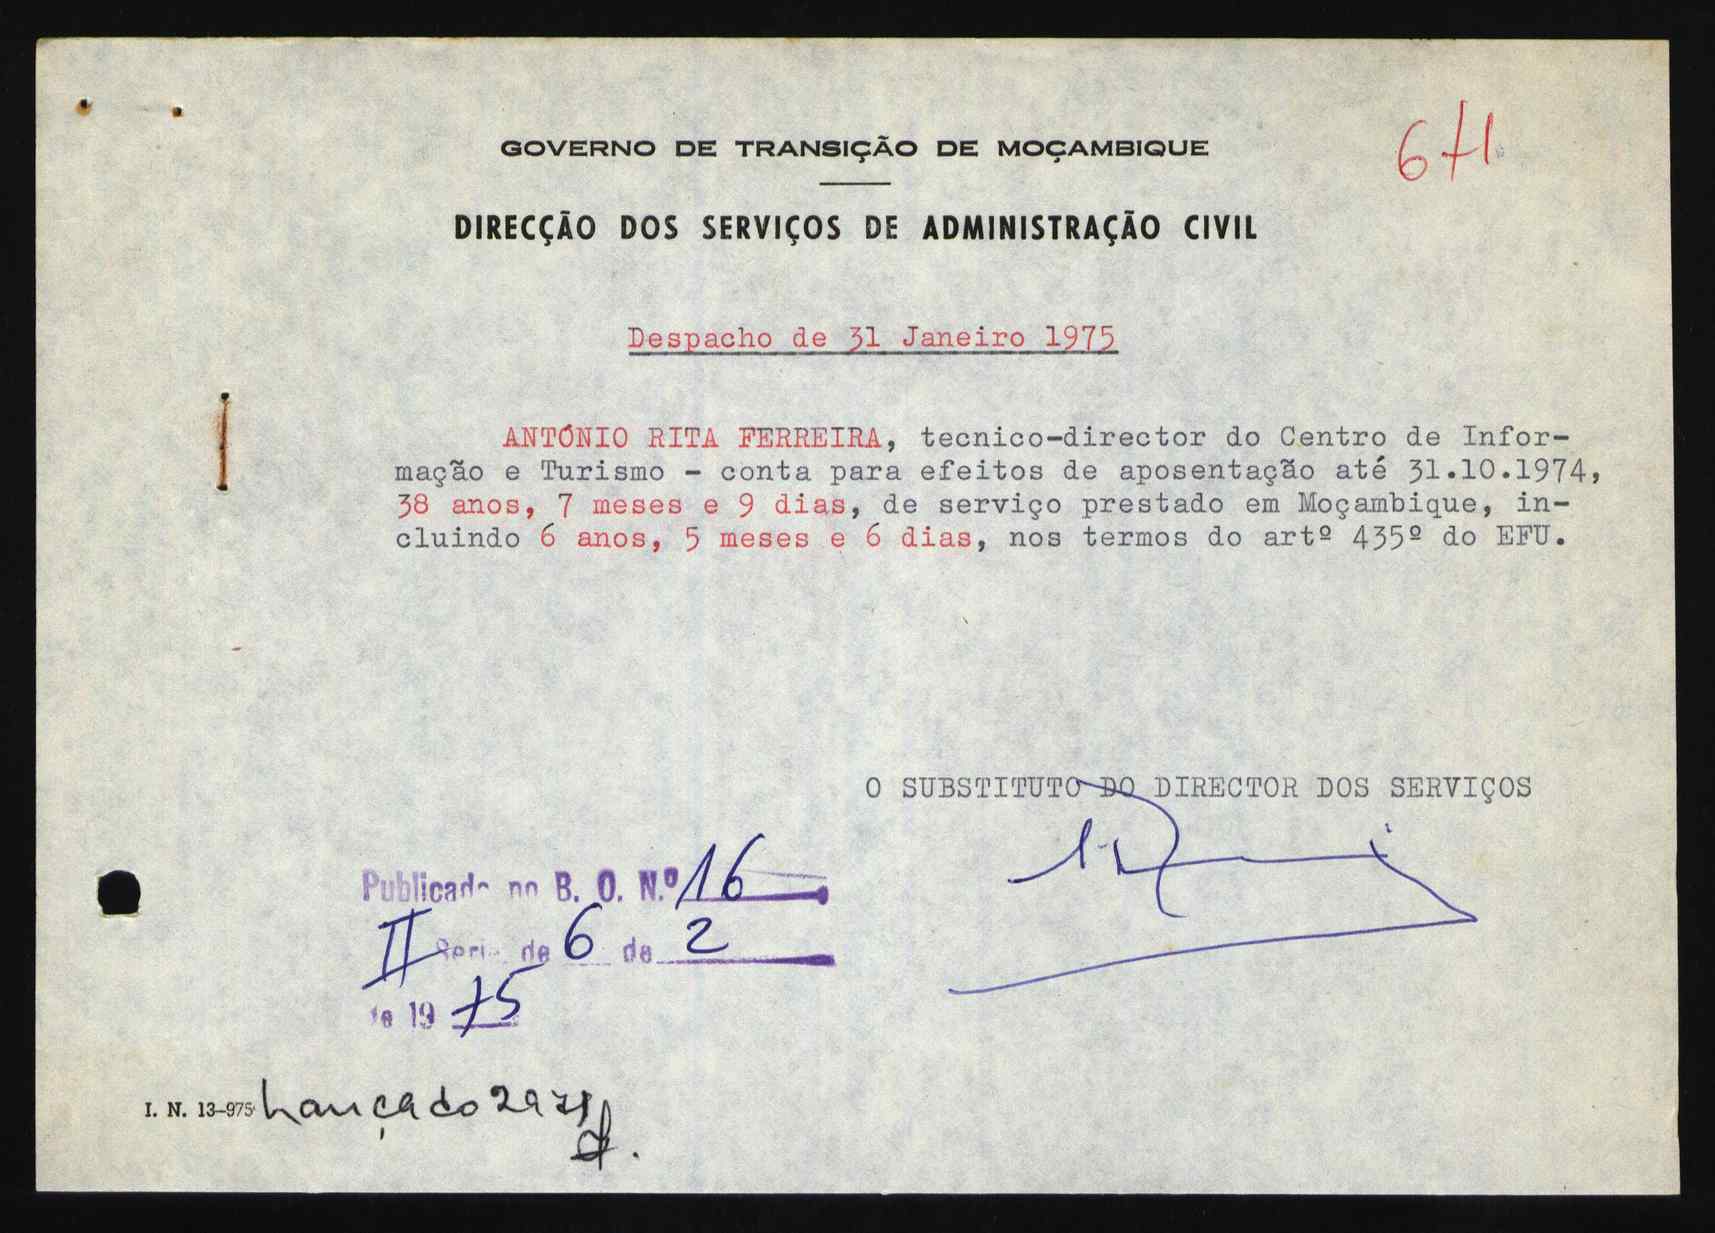 671
GOVERNO DE TRANSIÇÃO DE MOÇAMBIQUE
DIRECÇÃO DOS SERVIÇOS DE ADMINISTRAÇÃO CIVIL
Despacho de 31 Janeiro 1975
ANTÓNIO RITA FERREIRA, tecnico-director do Centro de Infor-
mação e Turismo - conta para efeitos de aposentação até 31.10.1974,
38 anos, 7 meses e 9 dias, de serviço prestado em Moçambique, in-
cluindo 6 anos, 5 meses e 6 dias, nos termos do artº 435º do EFU.
O SUBSTITUTO DO DIRECTOR DOS SERVIÇOS
Publicado no B. O. N.º 16
II Serie de 6 de 2
de 1975
I. N. 13-975 Lançado